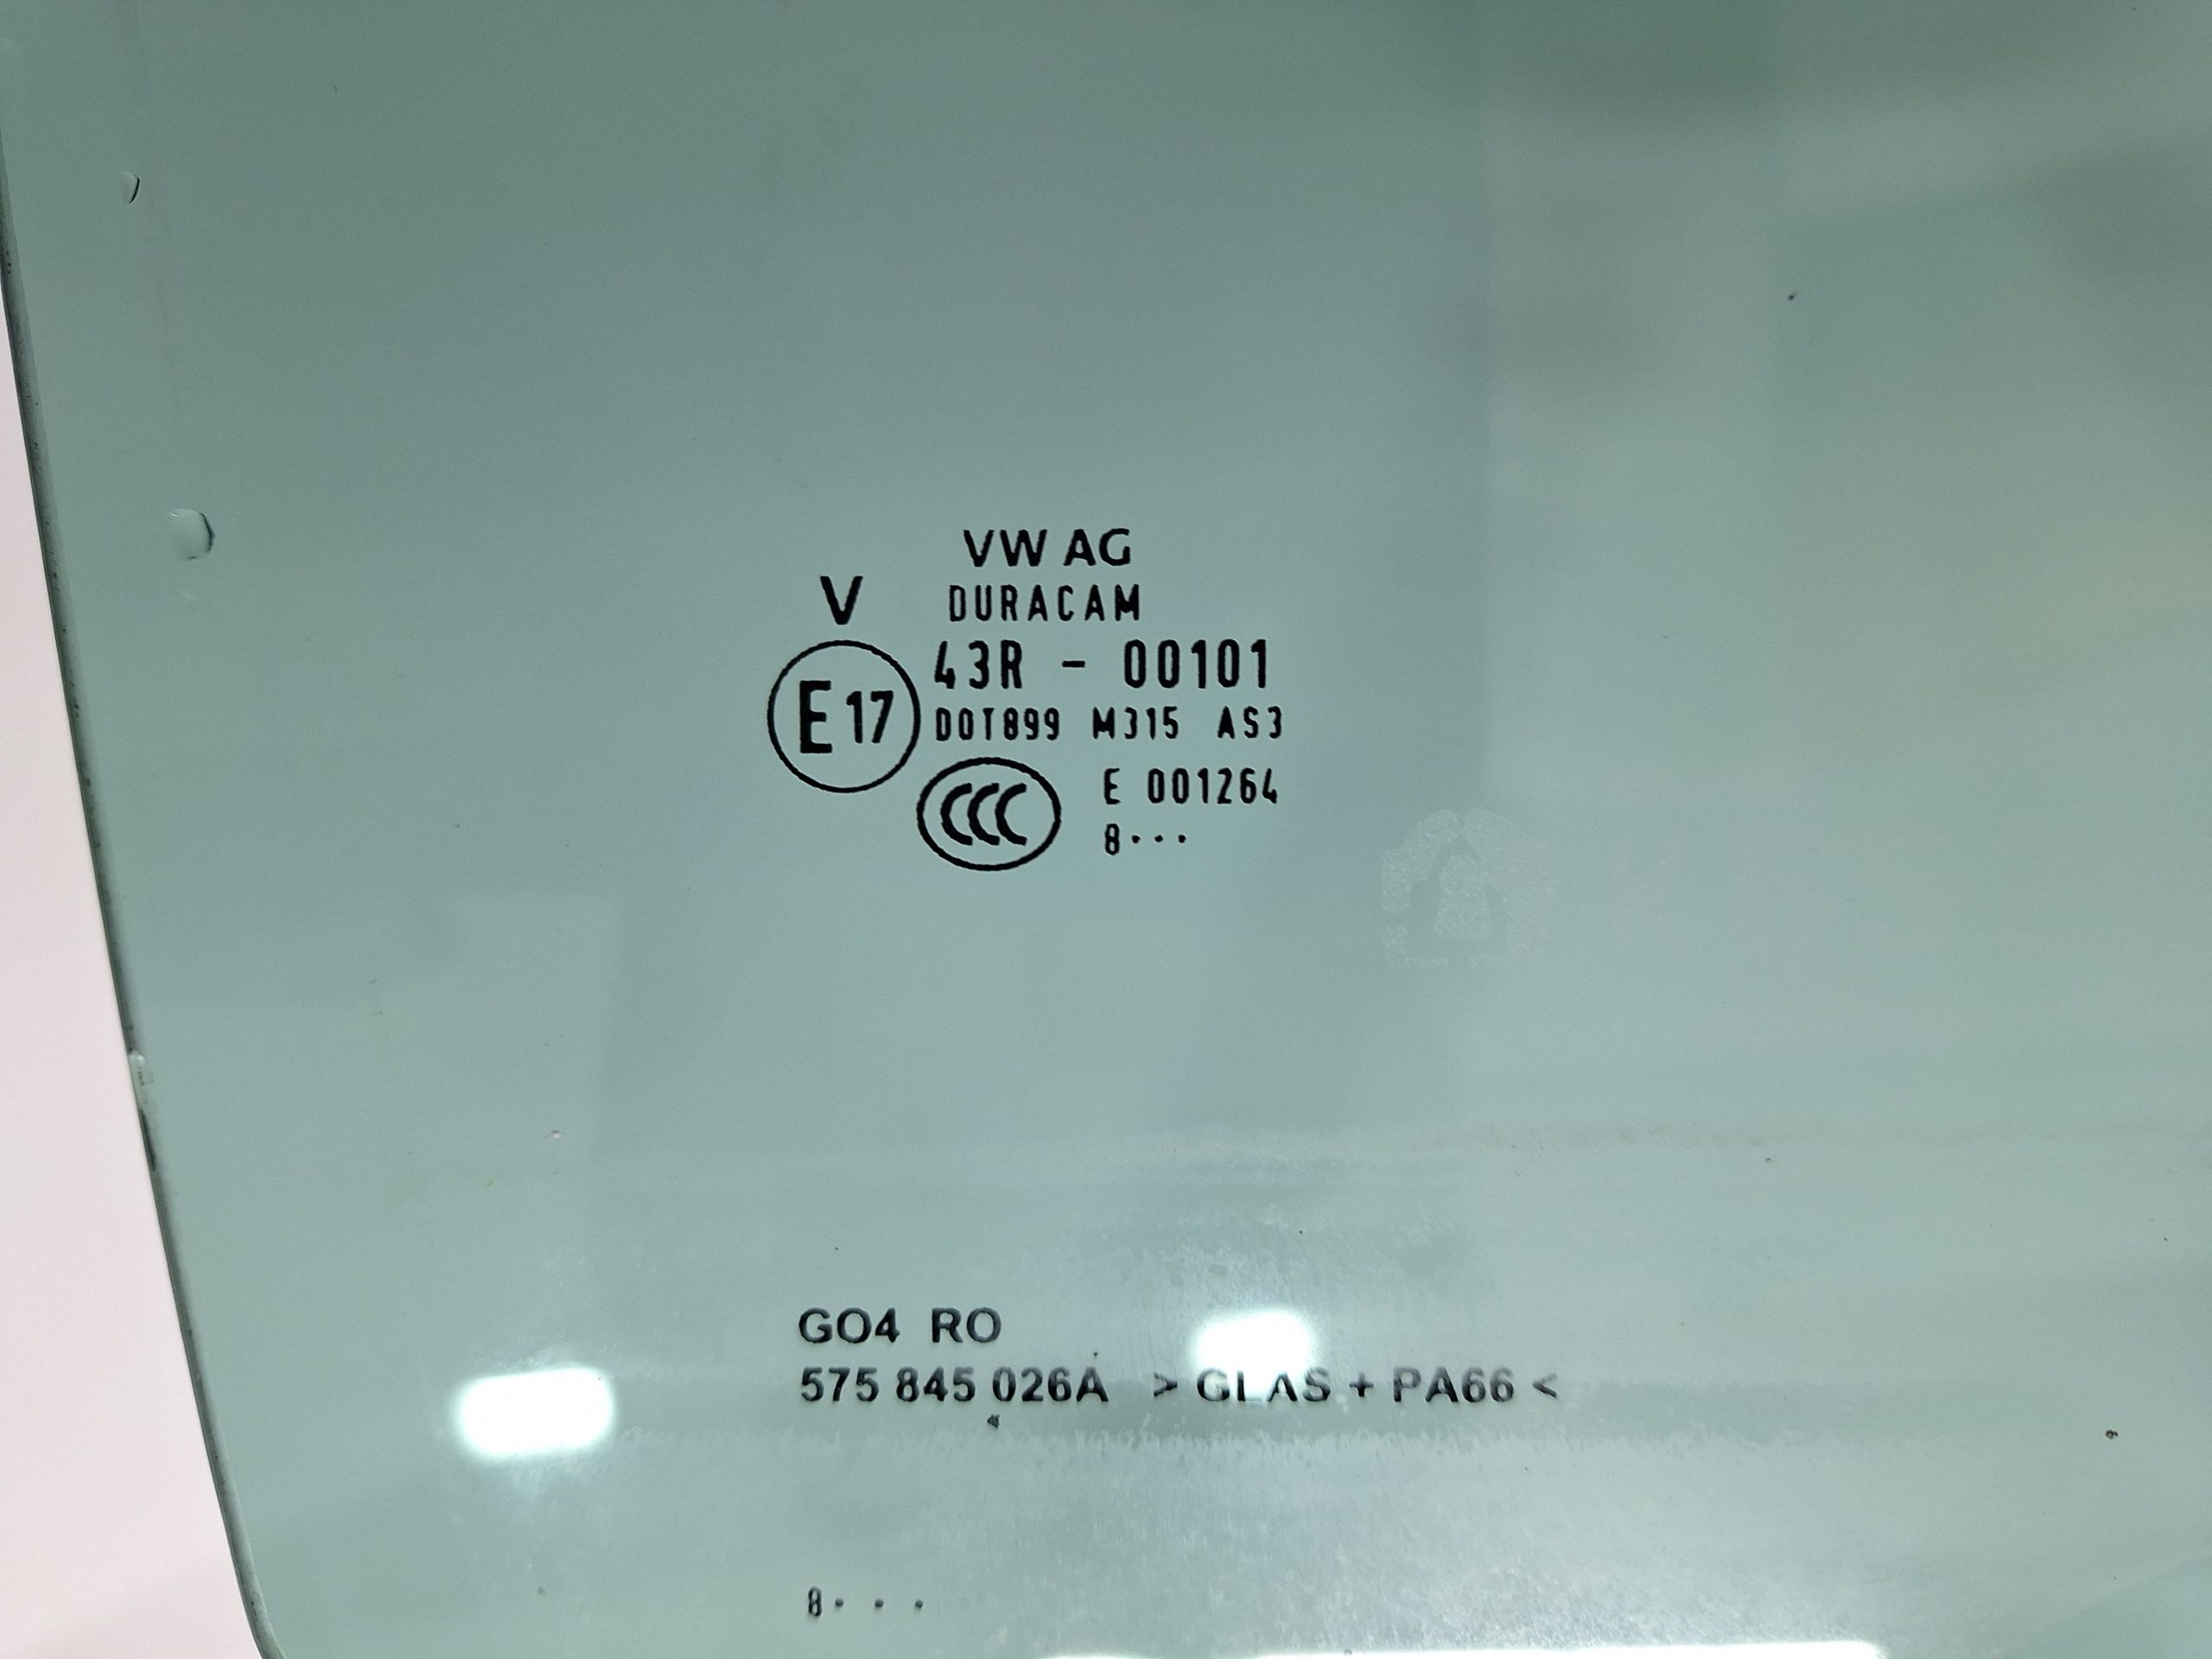 VW AG
V DURACAM
43R - 00101
E17 DOT899 M315 AS3
CCC E 001264
8···
GO4 RO
575 845 026A > GLAS + PA66 <
8· · ·